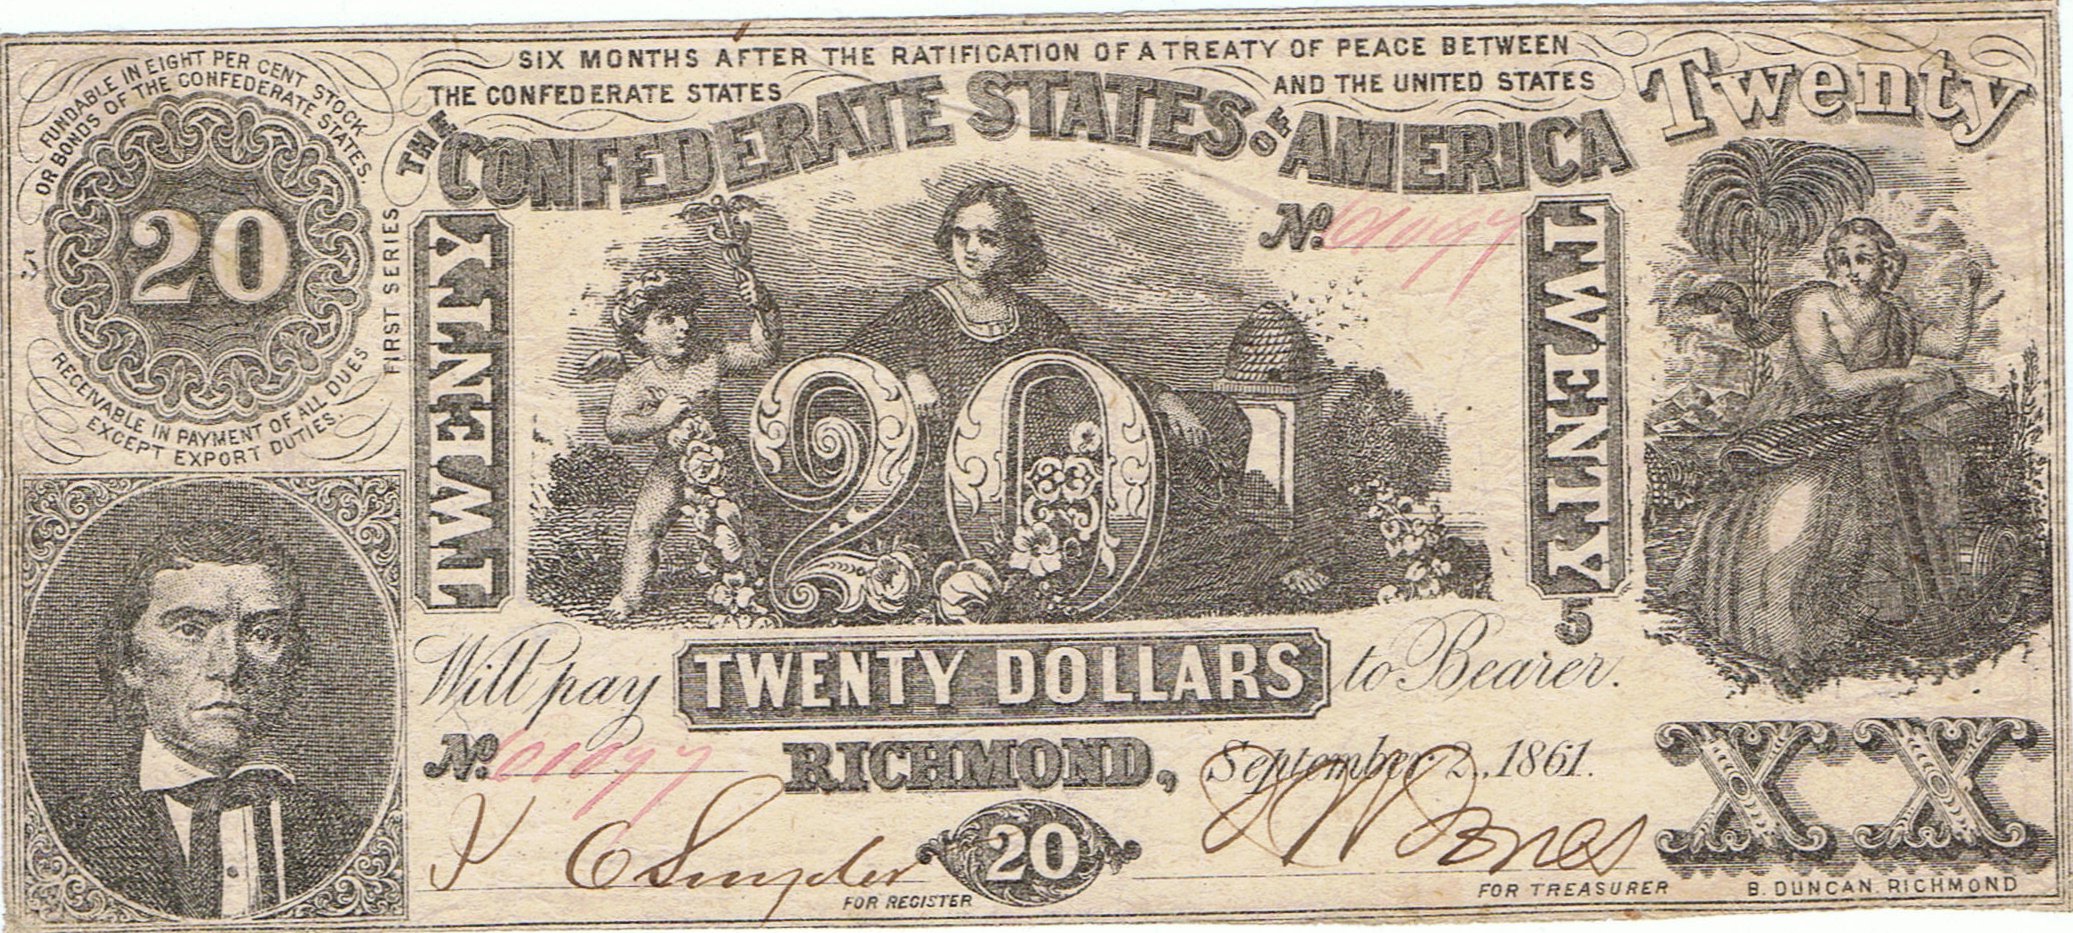 SIX MONTHS AFTER THE RATIFICATION OF A TREATY OF PEACE BETWEEN
THE CONFEDERATE STATES AND THE UNITED STATES
THE CONFEDERATE STATES OF AMERICA
Twenty
FUNDABLE IN EIGHT PER CENT STOCK
OR BONDS OF THE CONFEDERATE STATES.
20
RECEIVABLE IN PAYMENT OF ALL DUES
EXCEPT EXPORT DUTIES.
FIRST SERIES
5
TWENTY
20
No.
TWENTY
5
Will pay TWENTY DOLLARS to Bearer.
No. RICHMOND, September 2, 1861.
XX
C Snyder
20
Jones
FOR REGISTER
FOR TREASURER
B. DUNCAN. RICHMOND